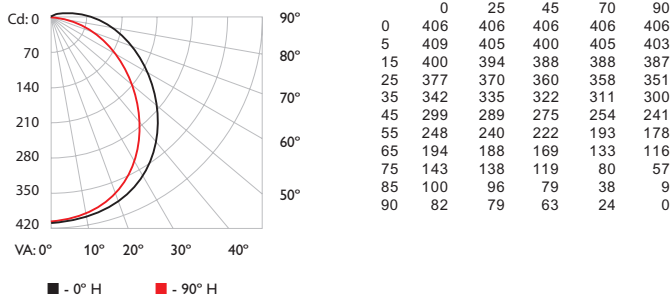 Cd: 0
70
140
210
280
350
420
90°
80°
70°
60°
50°
VA: 0° 10° 20° 30° 40°
- 0° H - 90° H
0 25 45 70 90
0 406 406 406 406 406
5 409 405 400 405 403
15 400 394 388 388 387
25 377 370 360 358 351
35 342 335 322 311 300
45 299 289 275 254 241
55 248 240 222 193 178
65 194 188 169 133 116
75 143 138 119 80 57
85 100 96 79 38 9
90 82 79 63 24 0